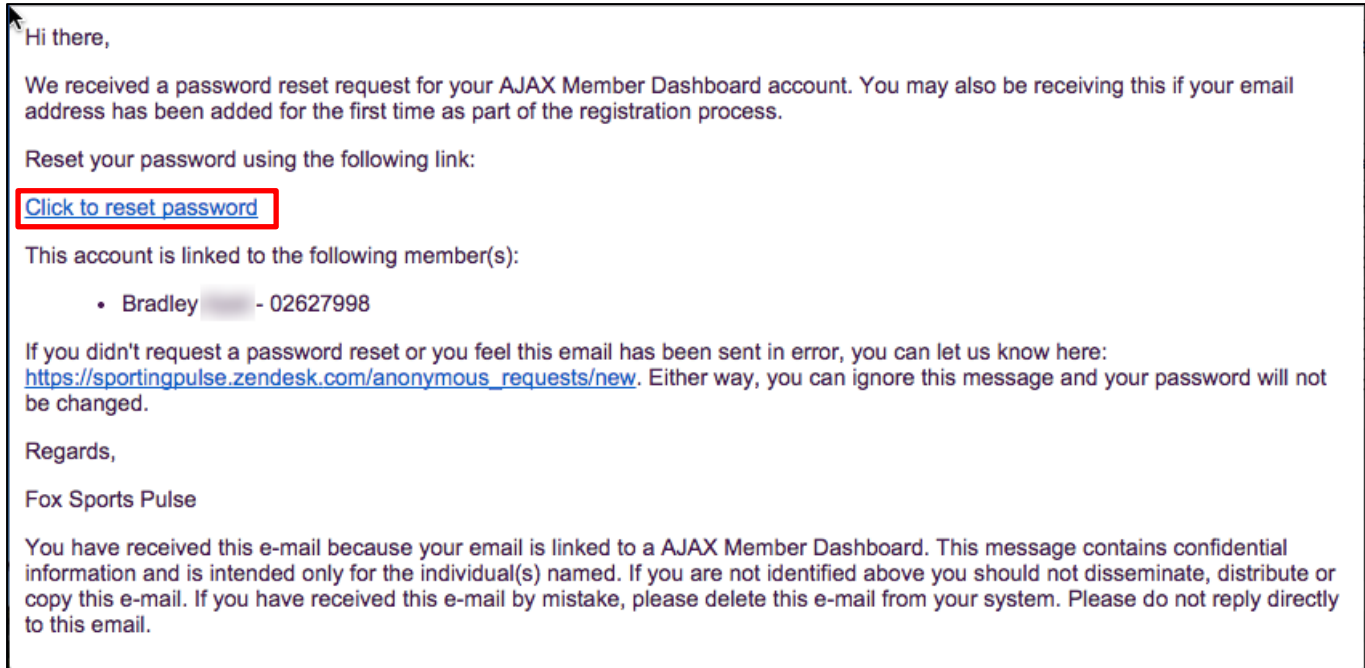 Hi there,
We received a password reset request for your AJAX Member Dashboard account. You may also be receiving this if your email
address has been added for the first time as part of the registration process.
Reset your password using the following link:
Click to reset password
This account is linked to the following member(s):
• Bradley - 02627998
If you didn't request a password reset or you feel this email has been sent in error, you can let us know here:
https://sportingpulse.zendesk.com/anonymous_requests/new. Either way, you can ignore this message and your password will not
be changed.
Regards,
Fox Sports Pulse
You have received this e-mail because your email is linked to a AJAX Member Dashboard. This message contains confidential
information and is intended only for the individual(s) named. If you are not identified above you should not disseminate, distribute or
copy this e-mail. If you have received this e-mail by mistake, please delete this e-mail from your system. Please do not reply directly
to this email.